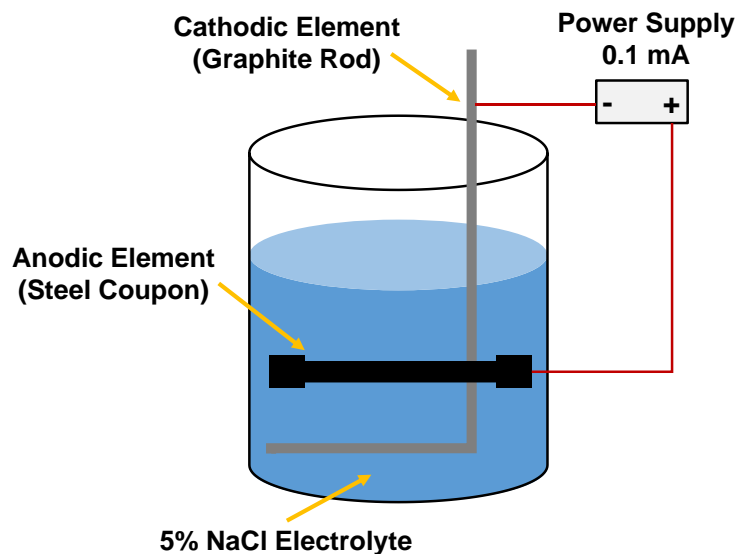 Cathodic Element
(Graphite Rod)
Power Supply
0.1 mA
- +
Anodic Element
(Steel Coupon)
5% NaCl Electrolyte